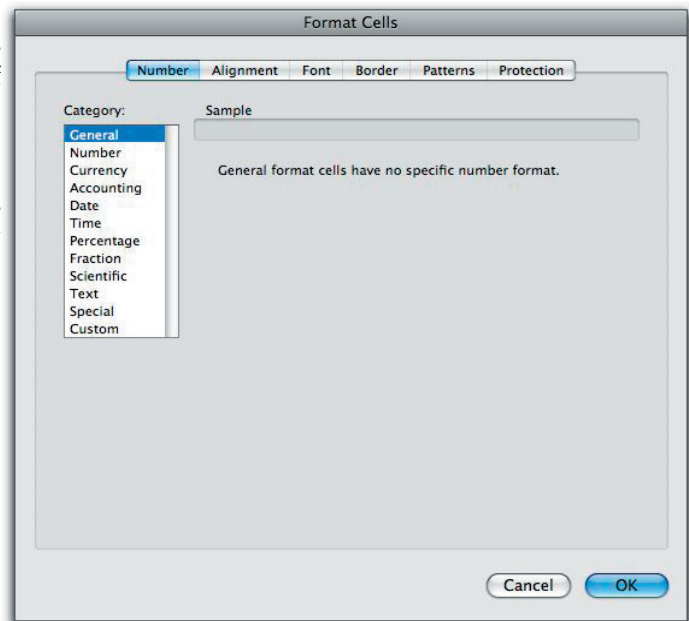 Format Cells
Number Alignment Font Border Patterns Protection
Category:
General
Number
Currency
Accounting
Date
Time
Percentage
Fraction
Scientific
Text
Special
Custom
Sample
General format cells have no specific number format.
Cancel OK